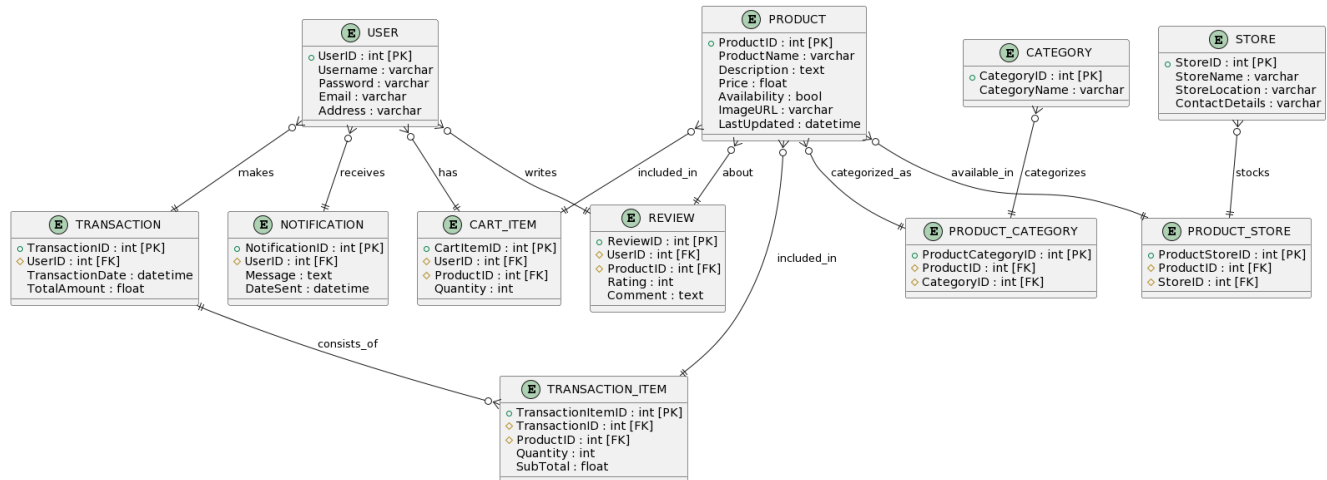 E USER
UserID : int [PK]
Username : varchar
Password : varchar
Email : varchar
Address : varchar
E PRODUCT
ProductID : int [PK]
ProductName : varchar
Description : text
Price : float
Availability : bool
ImageURL : varchar
LastUpdated : datetime
E CATEGORY
CategoryID : int [PK]
CategoryName : varchar
E STORE
StoreID : int [PK]
StoreName : varchar
StoreLocation : varchar
ContactDetails : varchar
makes
receives
has
writes
included_in
about
categorized_as
available_in
categorizes
stocks
E TRANSACTION
TransactionID : int [PK]
UserID : int [FK]
TransactionDate : datetime
TotalAmount : float
E NOTIFICATION
NotificationID : int [PK]
UserID : int [FK]
Message : text
DateSent : datetime
E CART_ITEM
CartItemID : int [PK]
UserID : int [FK]
ProductID : int [FK]
Quantity : int
E REVIEW
ReviewID : int [PK]
UserID : int [FK]
ProductID : int [FK]
Rating : int
Comment : text
included_in
E PRODUCT_CATEGORY
ProductCategoryID : int [PK]
ProductID : int [FK]
CategoryID : int [FK]
E PRODUCT_STORE
ProductStoreID : int [PK]
ProductID : int [FK]
StoreID : int [FK]
consists_of
E TRANSACTION_ITEM
TransactionItemID : int [PK]
TransactionID : int [FK]
ProductID : int [FK]
Quantity : int
SubTotal : float